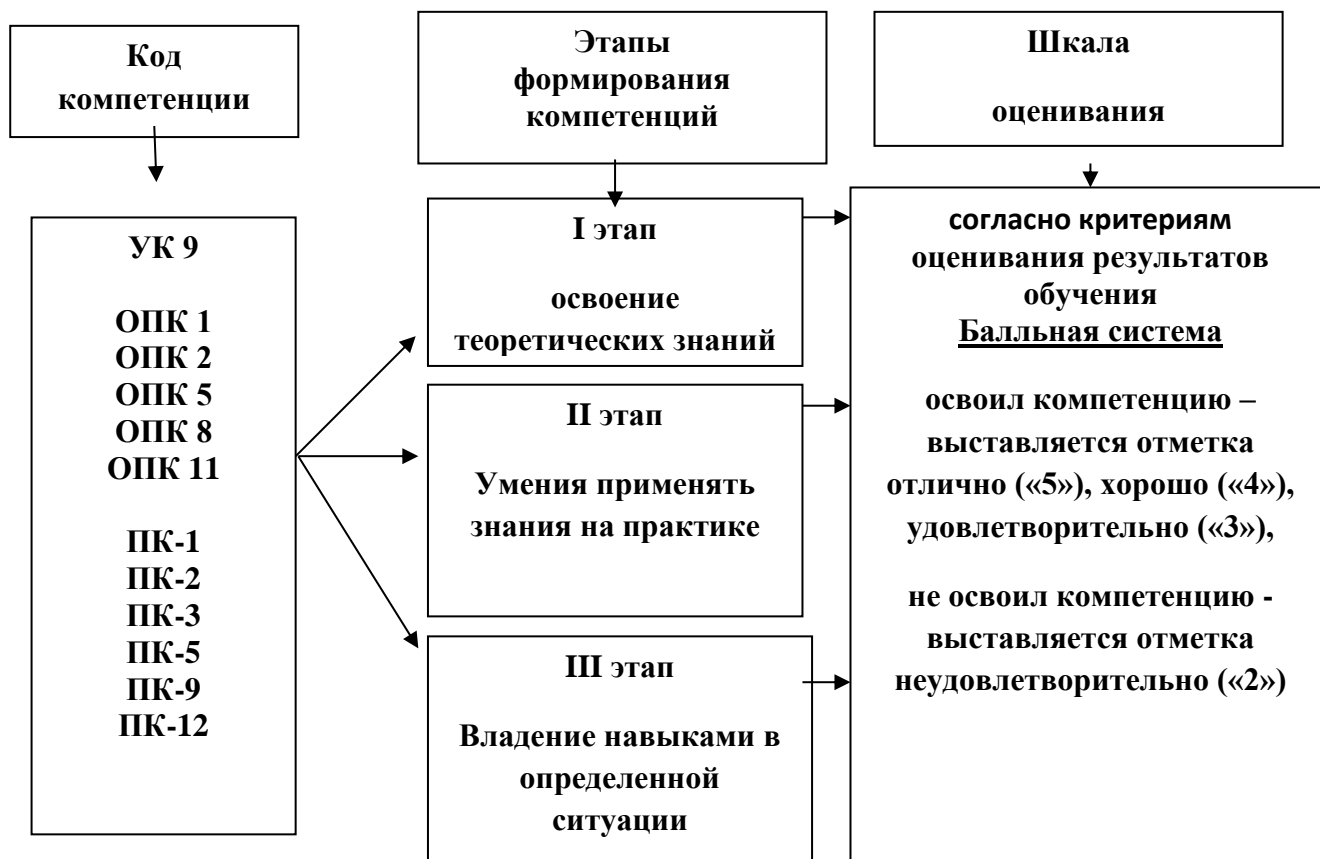 Код
компетенции
Этапы
формирования
компетенций
Шкала
оценивания
УК 9
ОПК 1
ОПК 2
ОПК 5
ОПК 8
ОПК 11
ПК-1
ПК-2
ПК-3
ПК-5
ПК-9
ПК-12
I этап
освоение
теоретических знаний
II этап
Умения применять
знания на практике
III этап
Владение навыками в
определенной
ситуации
согласно критериям
оценивания результатов
обучения
Балльная система
освоил компетенцию –
выставляется отметка
отлично («5»), хорошо («4»),
удовлетворительно («3»),
не освоил компетенцию -
выставляется отметка
неудовлетворительно («2»)